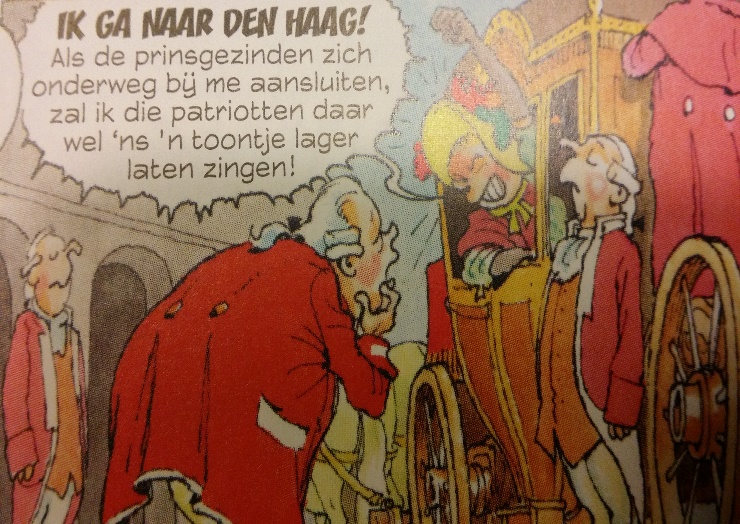 IK GA NAAR DEN HAAG!
Als de prinsgezinden zich
onderweg bij me aansluiten,
zal ik die patriotten daar
wel 'ns 'n toontje lager
laten zingen!